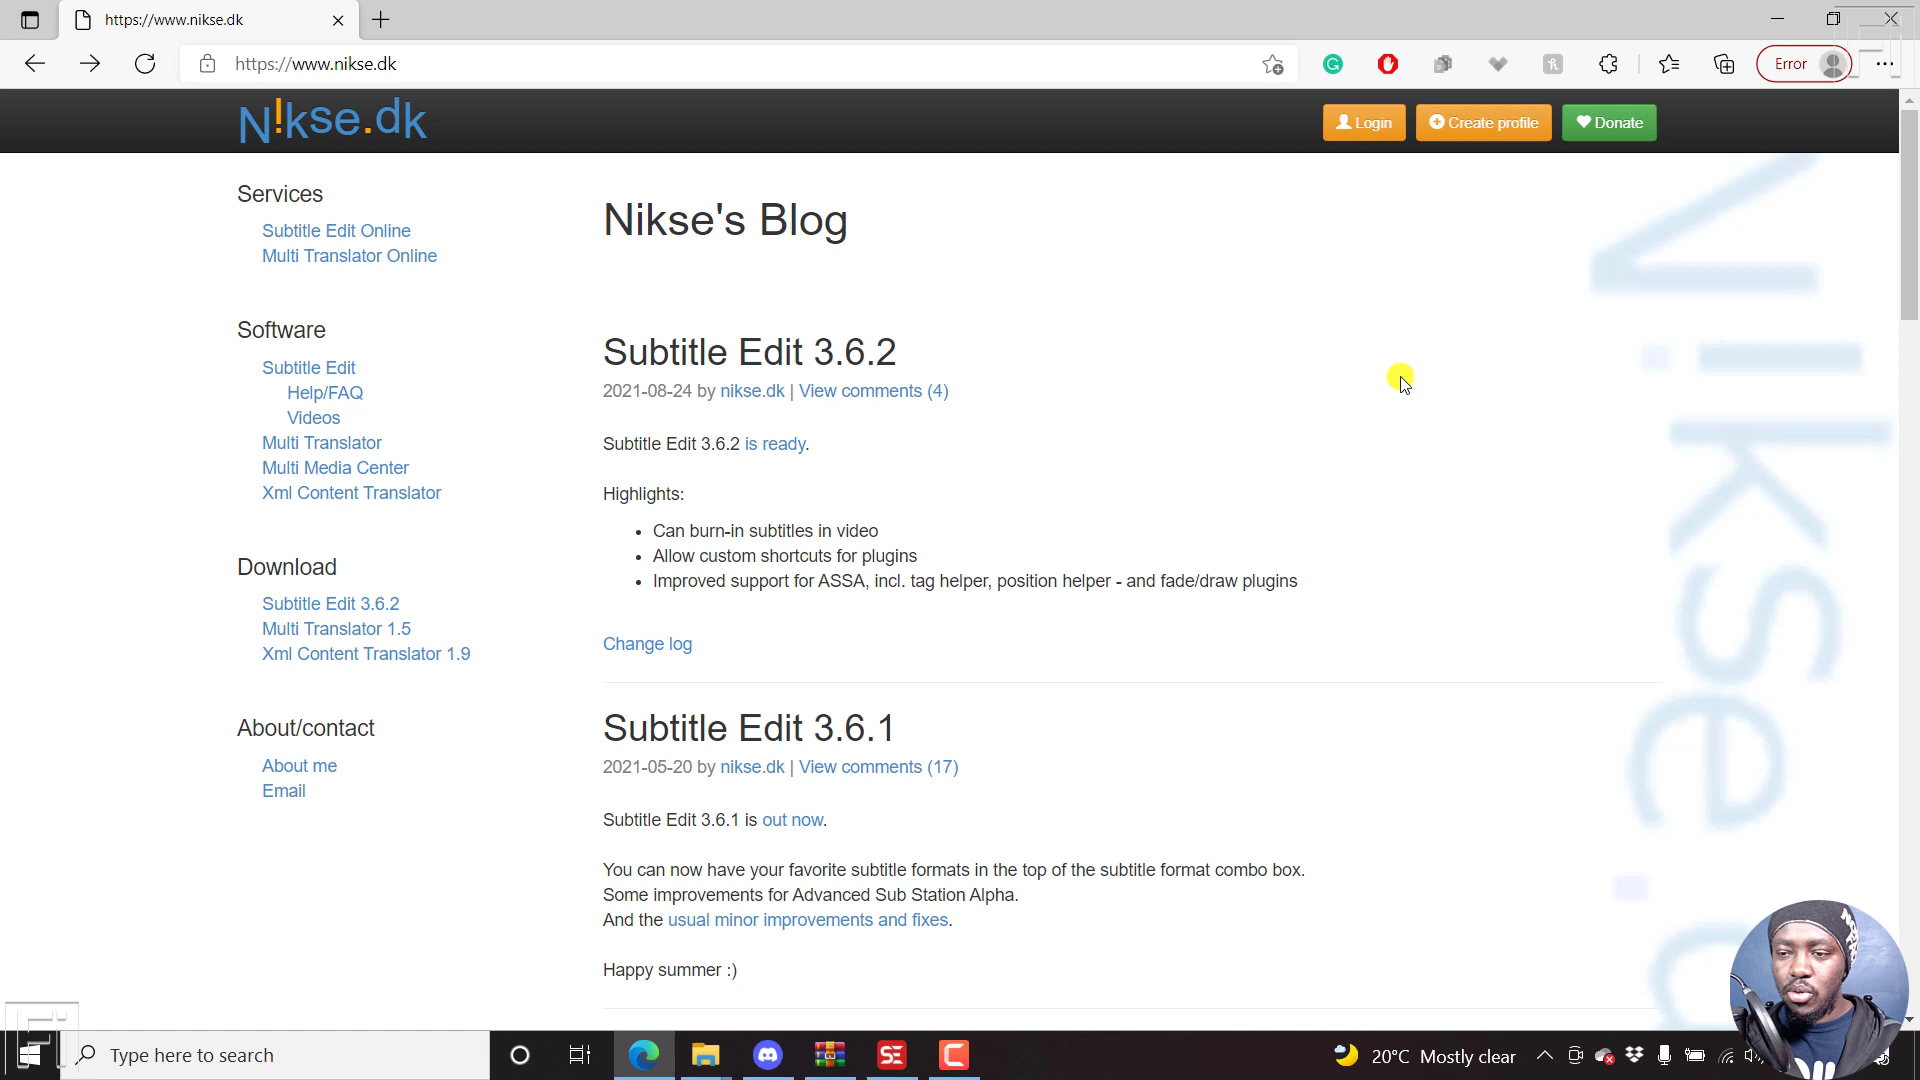 https://www.nikse.dk
https://www.nikse.dk
Error
N!kse.dk
Login
Create profile
Donate
Services
Subtitle Edit Online
Multi Translator Online
Software
Subtitle Edit
Help/FAQ
Videos
Multi Translator
Multi Media Center
Xml Content Translator
Download
Subtitle Edit 3.6.2
Multi Translator 1.5
Xml Content Translator 1.9
About/contact
About me
Email
Nikse's Blog
Subtitle Edit 3.6.2
2021-08-24 by nikse.dk | View comments (4)
Subtitle Edit 3.6.2 is ready.
Highlights:
• Can burn-in subtitles in video
• Allow custom shortcuts for plugins
• Improved support for ASSA, incl. tag helper, position helper - and fade/draw plugins
Change log
Subtitle Edit 3.6.1
2021-05-20 by nikse.dk | View comments (17)
Subtitle Edit 3.6.1 is out now.
You can now have your favorite subtitle formats in the top of the subtitle format combo box.
Some improvements for Advanced Sub Station Alpha.
And the usual minor improvements and fixes.
Happy summer :)
N!kse.d
Type here to search
SE
20°C Mostly clear